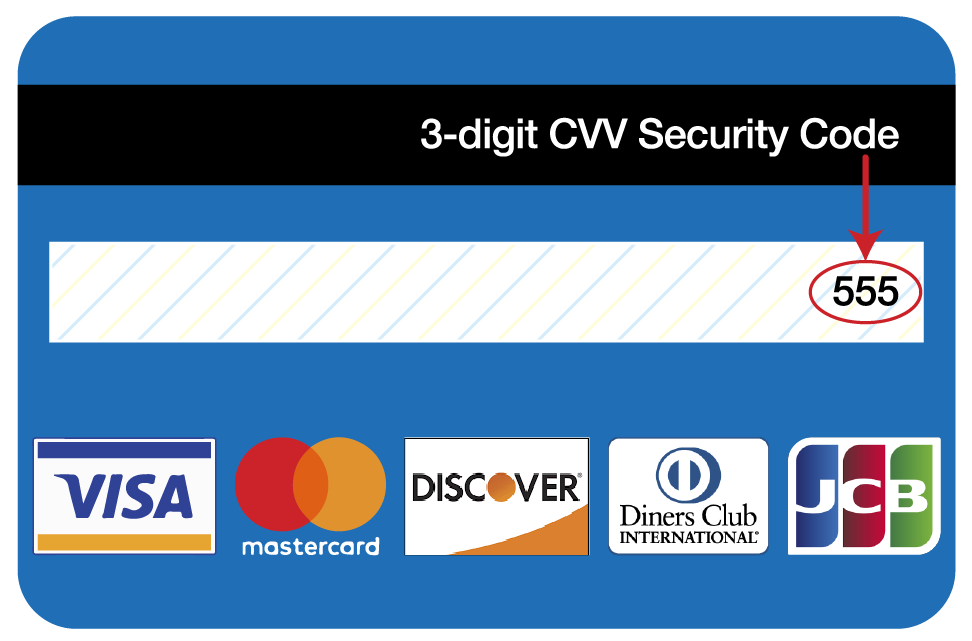 3-digit CVV Security Code
555
VISA
mastercard
DISCOVER®
Diners Club
INTERNATIONAL®
JCB